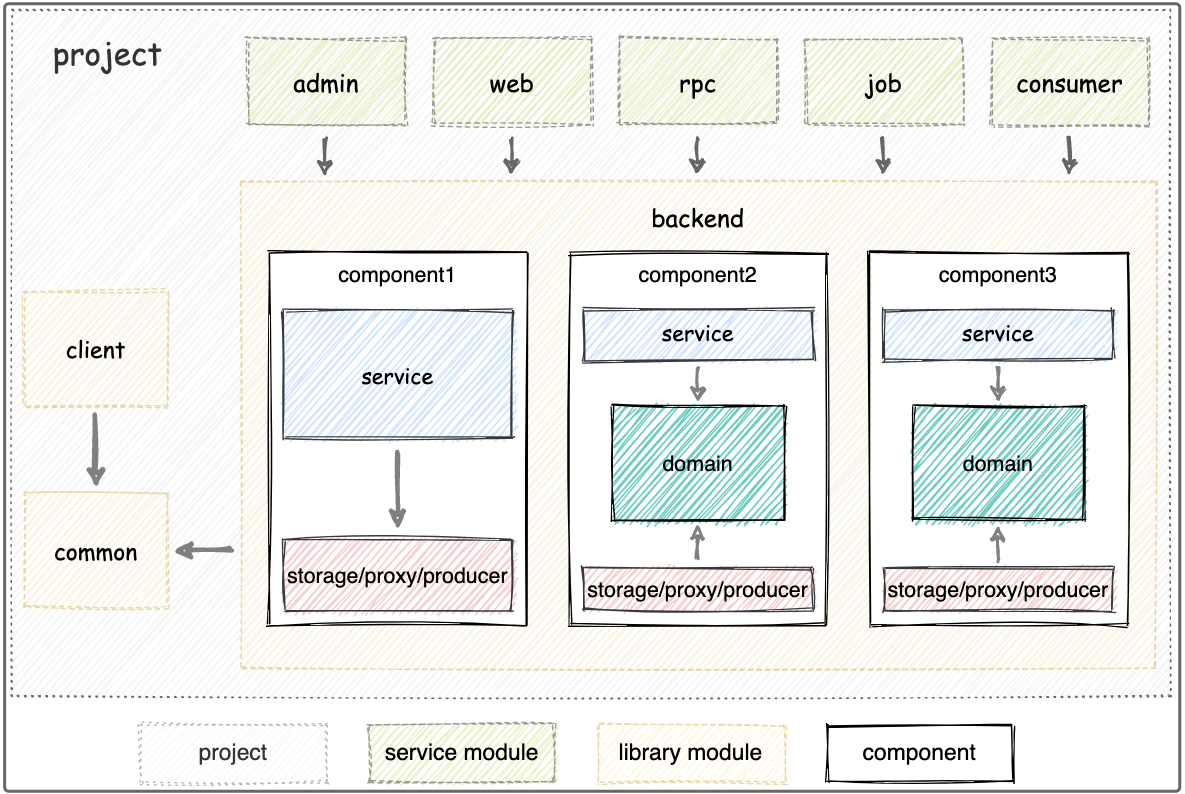 project
admin
web
rpc
job
consumer
backend
component1
component2
component3
service
service
service
client
domain
domain
common
storage/proxy/producer
storage/proxy/producer
storage/proxy/producer
project
service module
library module
component